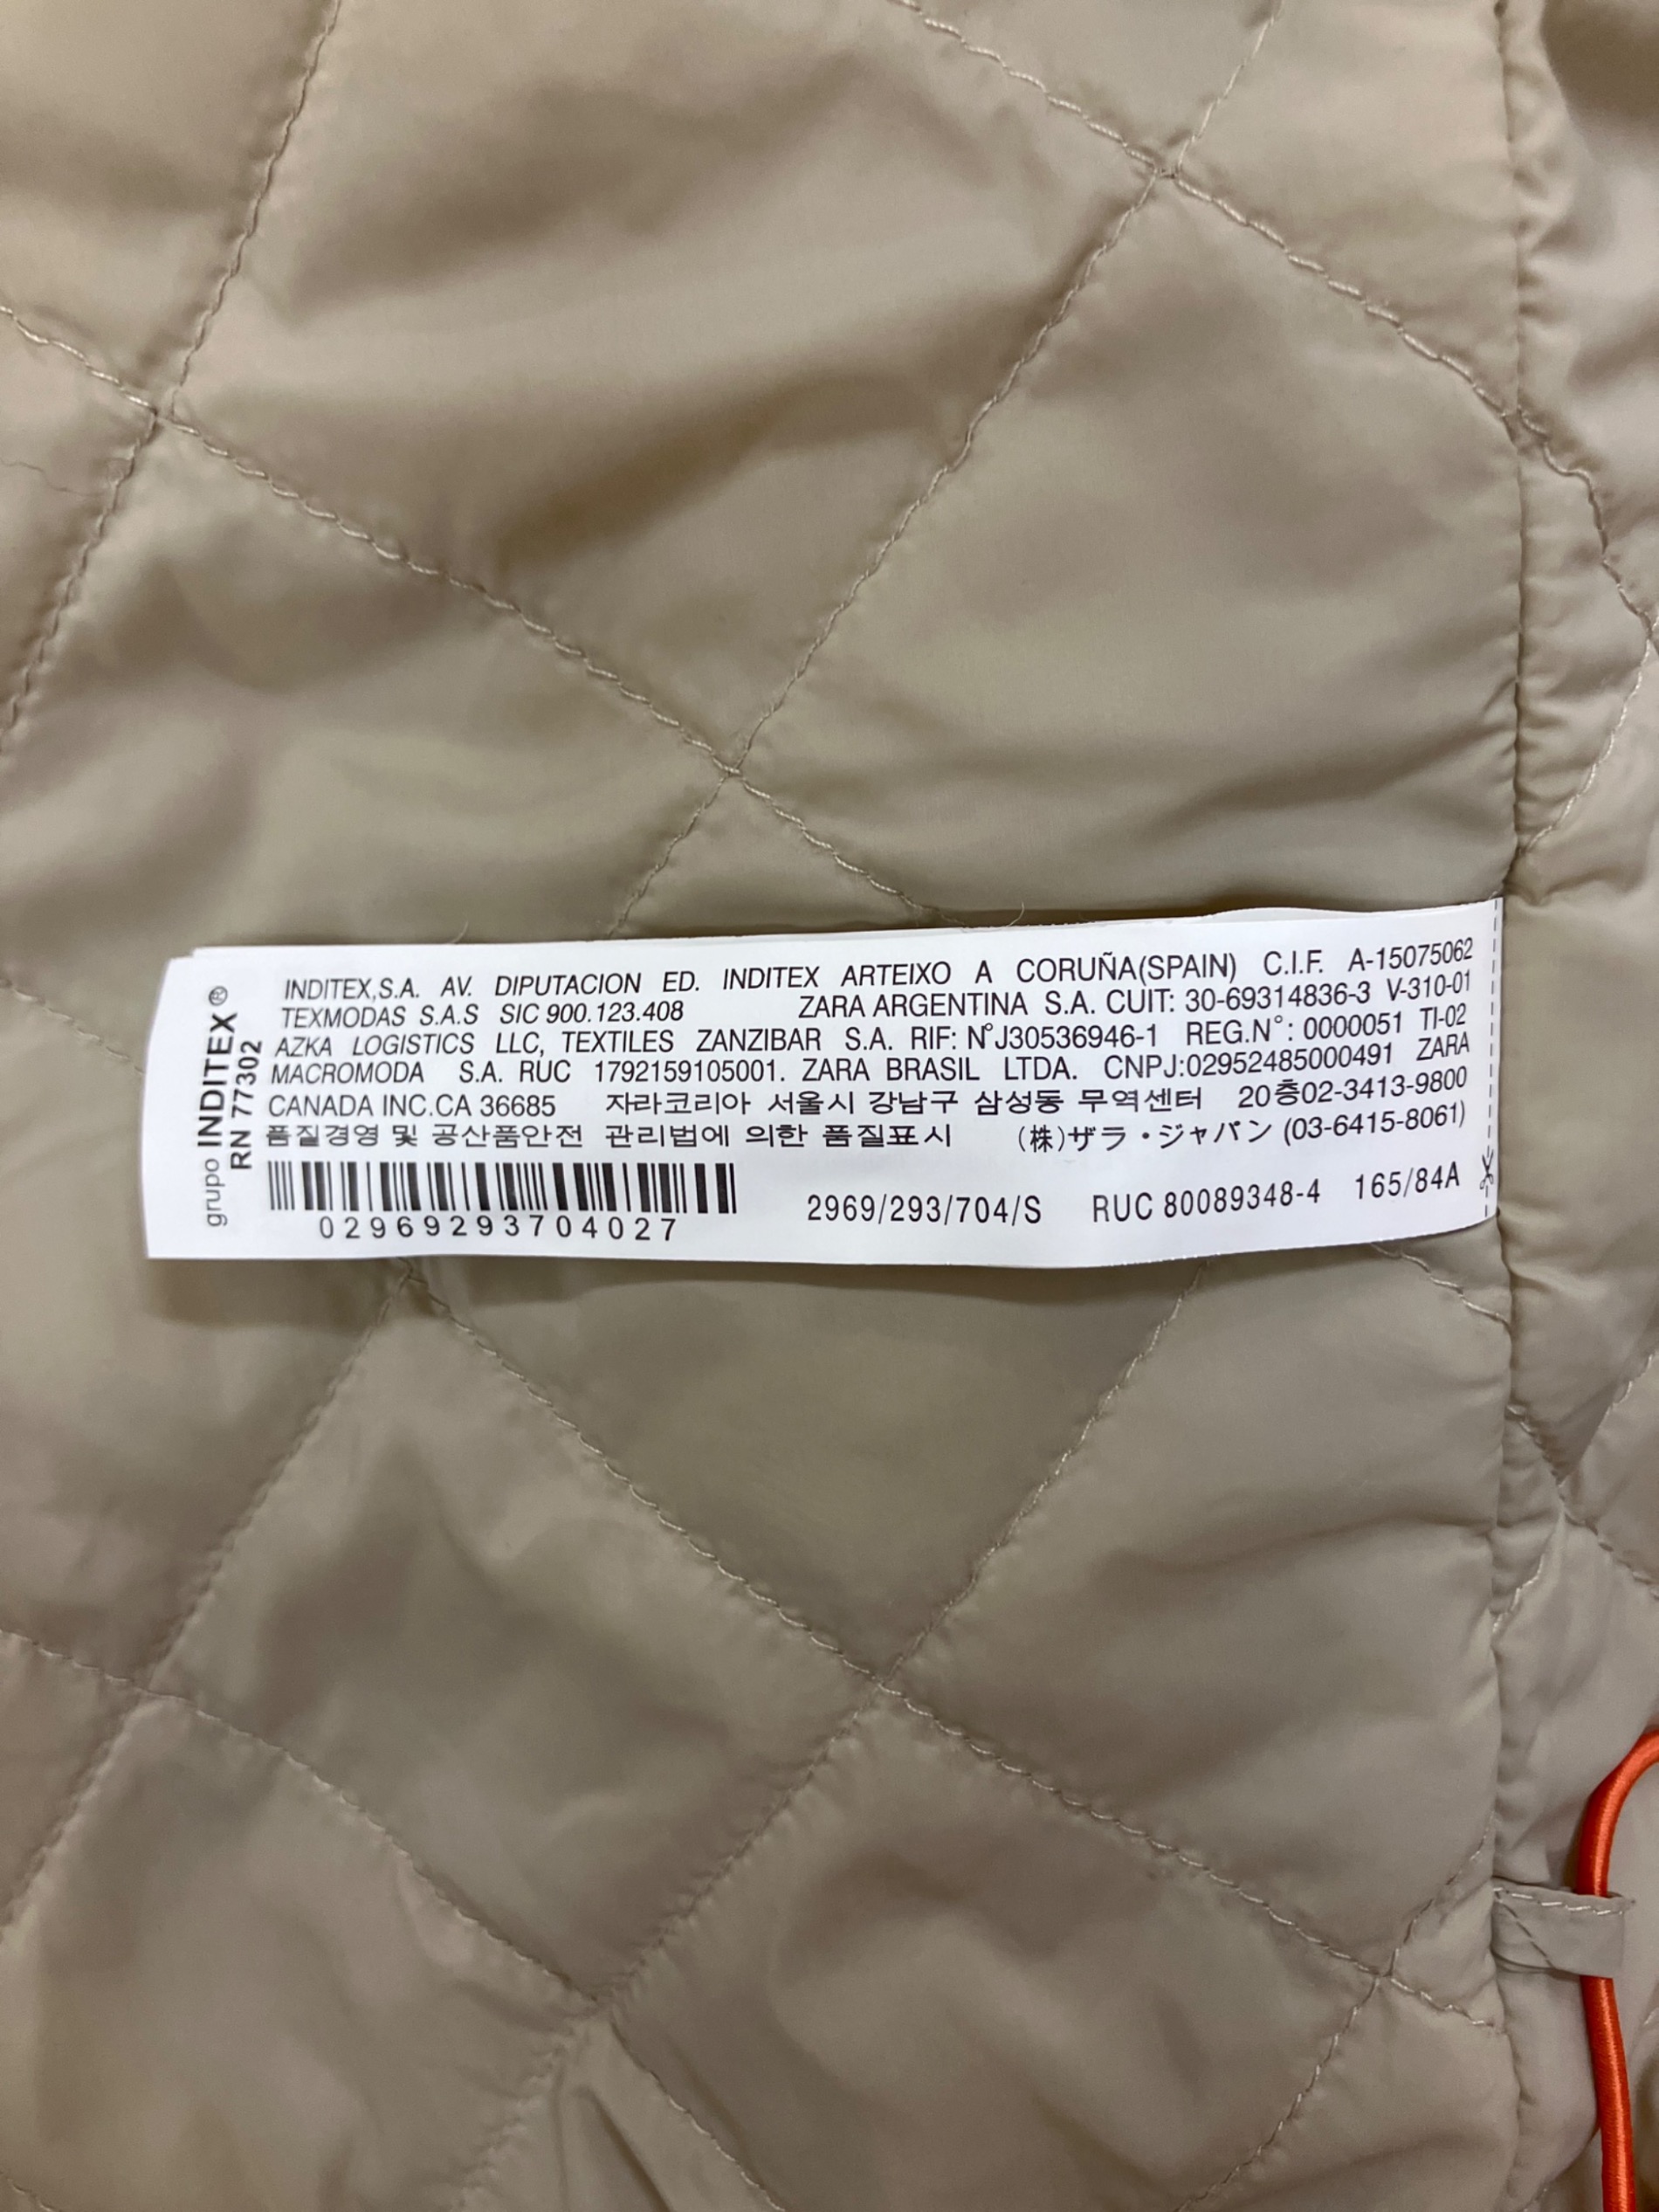 grupo INDITEX®
RN 77302
INDITEX,S.A. AV. DIPUTACION ED. INDITEX ARTEIXO A CORUÑA(SPAIN) C.I.F. A-15075062
TEXMODAS S.A.S SIC 900.123.408 ZARA ARGENTINA S.A. CUIT: 30-69314836-3 V-310-01
AZKA LOGISTICS LLC, TEXTILES ZANZIBAR S.A. RIF: N°J30536946-1 REG.N°: 0000051 TI-02
MACROMODA S.A. RUC 1792159105001. ZARA BRASIL LTDA. CNPJ:02952485000491 ZARA
CANADA INC.CA 36685 자라코리아 서울시 강남구 삼성동 무역센터 20층02-3413-9800
품질경영 및 공산품안전 관리법에 의한 품질표시 (株)ザラ・ジャパン (03-6415-8061)
02969293704027 2969/293/704/S RUC 80089348-4 165/84A